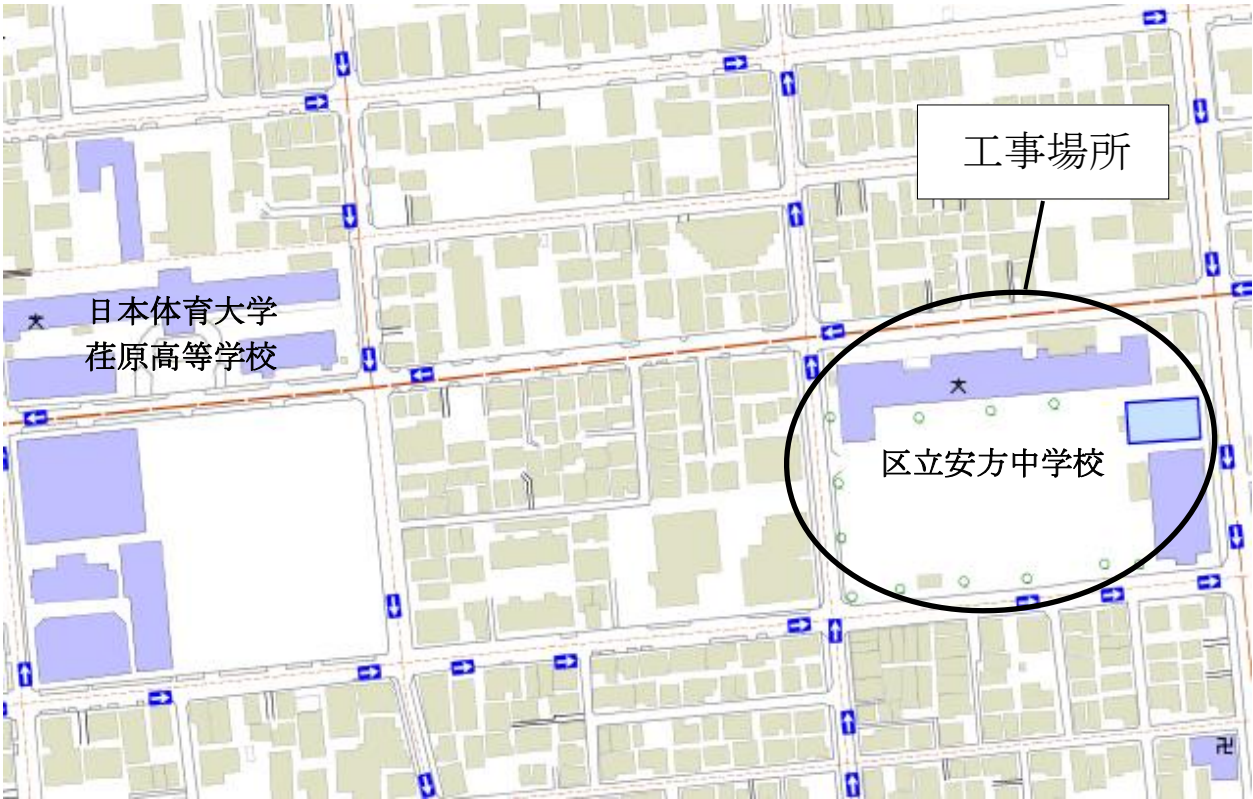 工事場所
日本体育大学
荏原高等学校
区立安方中学校